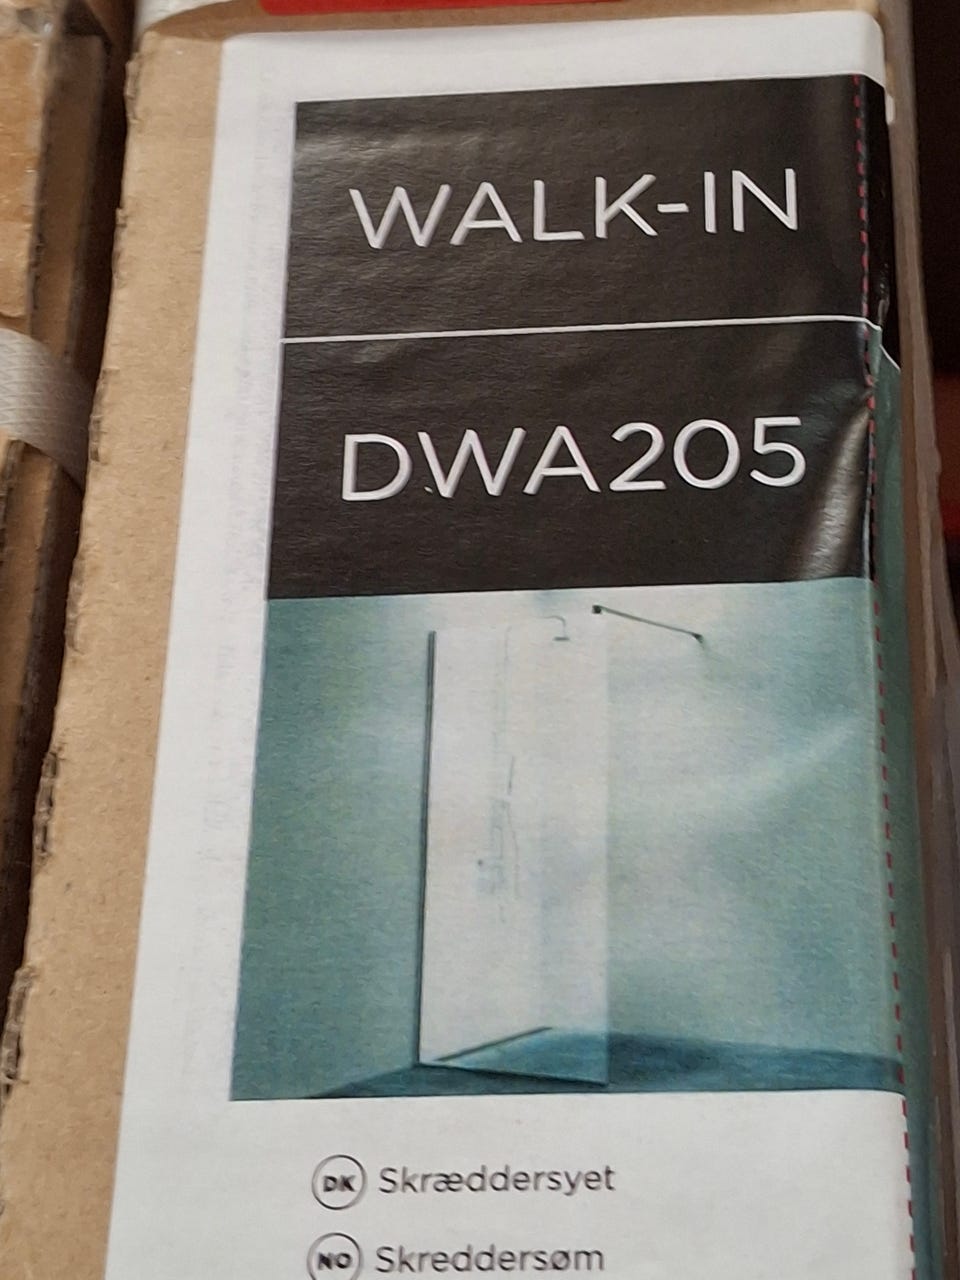 WALK-IN
DWA205
DK Skræddersyet
NO Skreddersøm